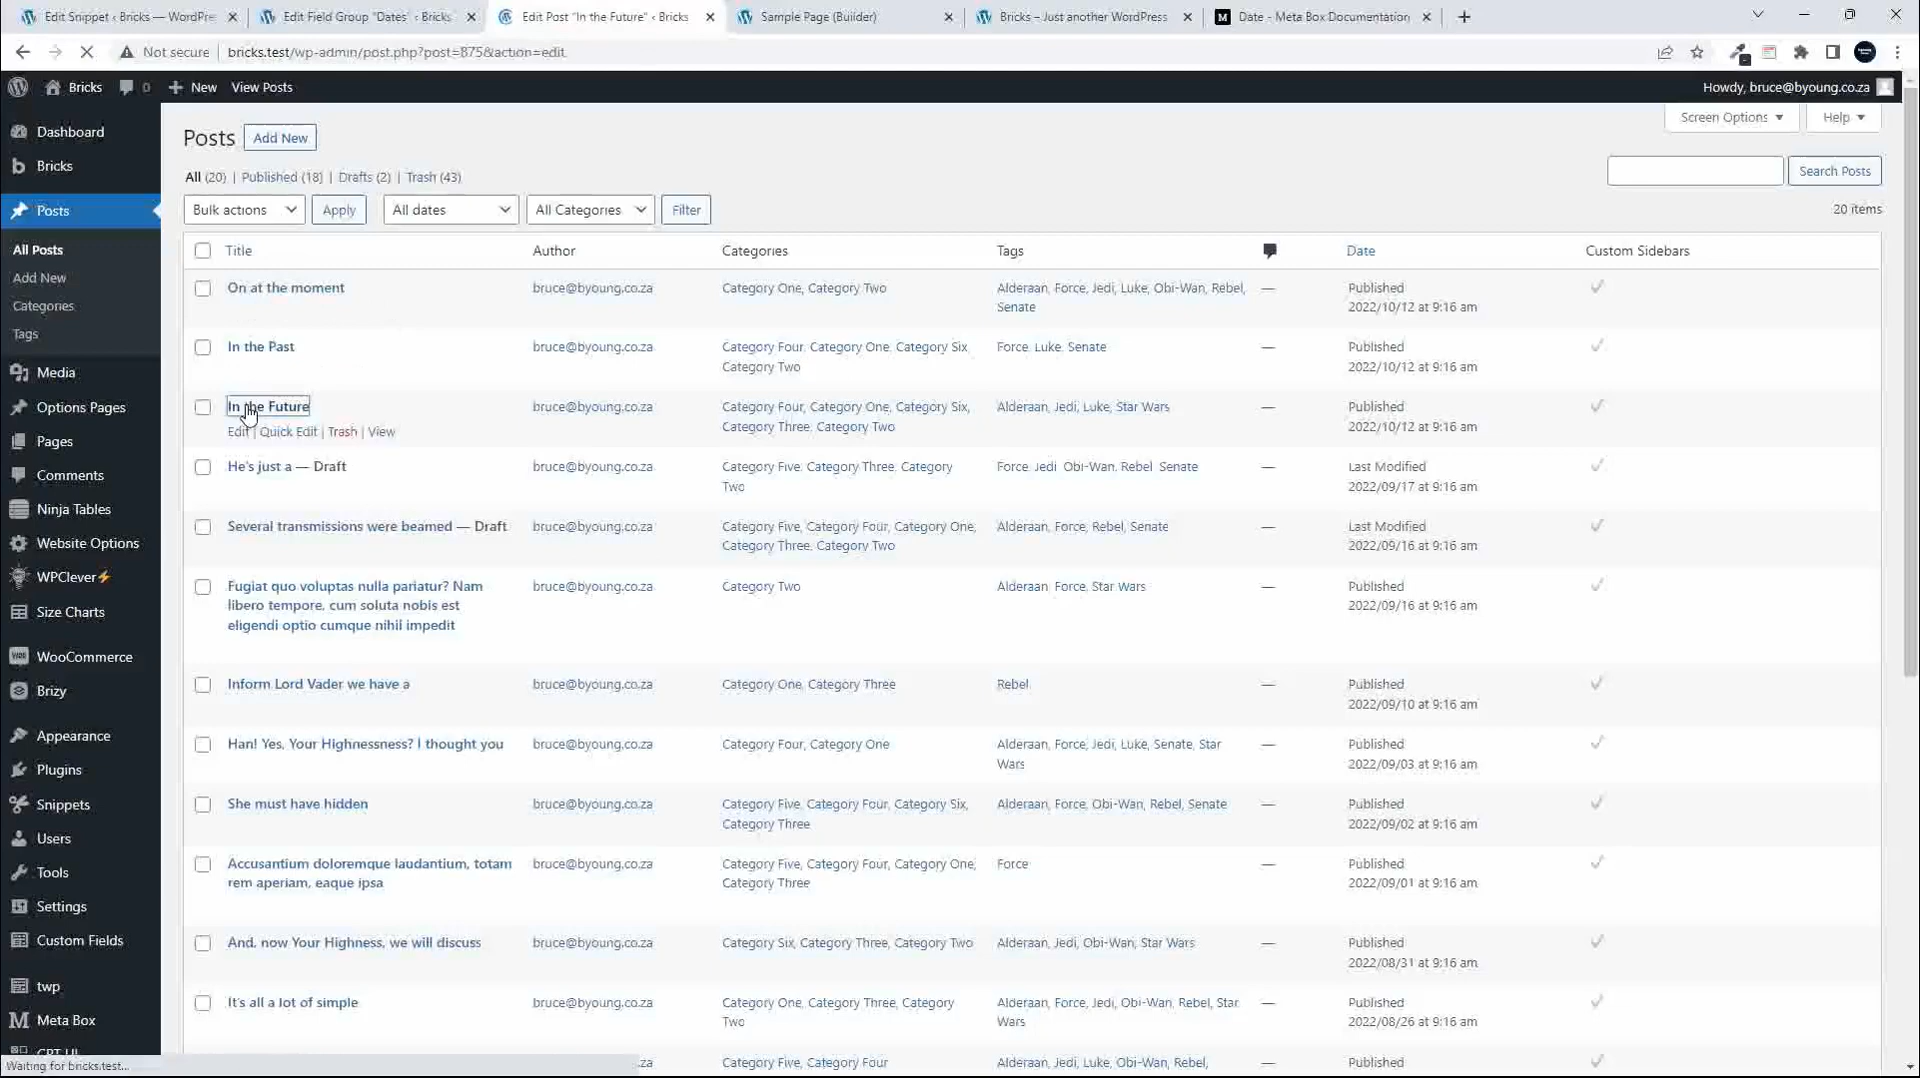 Edit Snippet ‹ Bricks — WordPre
Edit Field Group "Dates" ‹ Bricks
Edit Post "In the Future" ‹ Bricks
Sample Page (Builder)
Bricks – Just another WordPress
Date - Meta Box Documentation
Not secure
bricks.test/wp-admin/post.php?post=875&action=edit
Bricks
0
New
View Posts
Howdy, bruce@byoung.co.za
Dashboard
Bricks
Posts
All Posts
Add New
Categories
Tags
Media
Options Pages
Pages
Comments
Ninja Tables
Website Options
WPClever⚡
Size Charts
WooCommerce
Brizy
Appearance
Plugins
Snippets
Users
Tools
Settings
Custom Fields
twp
Meta Box
CPT UI
Waiting for bricks.test...
Posts
Add New
Screen Options
Help
All (20) | Published (18) | Drafts (2) | Trash (43)
Search Posts
Bulk actions
Apply
All dates
All Categories
Filter
20 items
Title
Author
Categories
Tags
Date
Custom Sidebars
On at the moment
bruce@byoung.co.za
Category One, Category Two
Alderaan, Force, Jedi, Luke, Obi-Wan, Rebel,
Senate
—
Published
2022/10/12 at 9:16 am
In the Past
bruce@byoung.co.za
Category Four, Category One, Category Six,
Category Two
Force, Luke, Senate
—
Published
2022/10/12 at 9:16 am
In the Future
Edit | Quick Edit | Trash | View
bruce@byoung.co.za
Category Four, Category One, Category Six,
Category Three, Category Two
Alderaan, Jedi, Luke, Star Wars
—
Published
2022/10/12 at 9:16 am
He's just a — Draft
bruce@byoung.co.za
Category Five, Category Three, Category
Two
Force, Jedi, Obi-Wan, Rebel, Senate
—
Last Modified
2022/09/17 at 9:16 am
Several transmissions were beamed — Draft
bruce@byoung.co.za
Category Five, Category Four, Category One,
Category Three, Category Two
Alderaan, Force, Rebel, Senate
—
Last Modified
2022/09/16 at 9:16 am
Fugiat quo voluptas nulla pariatur? Nam
libero tempore, cum soluta nobis est
eligendi optio cumque nihil impedit
bruce@byoung.co.za
Category Two
Alderaan, Force, Star Wars
—
Published
2022/09/16 at 9:16 am
Inform Lord Vader we have a
bruce@byoung.co.za
Category One, Category Three
Rebel
—
Published
2022/09/10 at 9:16 am
Han! Yes, Your Highnessness? I thought you
bruce@byoung.co.za
Category Four, Category One
Alderaan, Force, Jedi, Luke, Senate, Star
Wars
—
Published
2022/09/03 at 9:16 am
She must have hidden
bruce@byoung.co.za
Category Five, Category Four, Category Six,
Category Three
Alderaan, Force, Obi-Wan, Rebel, Senate
—
Published
2022/09/02 at 9:16 am
Accusantium doloremque laudantium, totam
rem aperiam, eaque ipsa
bruce@byoung.co.za
Category Five, Category Four, Category One,
Category Three
Force
—
Published
2022/09/01 at 9:16 am
And, now Your Highness, we will discuss
bruce@byoung.co.za
Category Six, Category Three, Category Two
Alderaan, Jedi, Obi-Wan, Star Wars
—
Published
2022/08/31 at 9:16 am
It's all a lot of simple
bruce@byoung.co.za
Category One, Category Three, Category
Two
Alderaan, Force, Jedi, Obi-Wan, Rebel, Star
Wars
—
Published
2022/08/26 at 9:16 am
.co.za
Category Five, Category Four
Alderaan, Jedi, Luke, Obi-Wan, Rebel,
Published